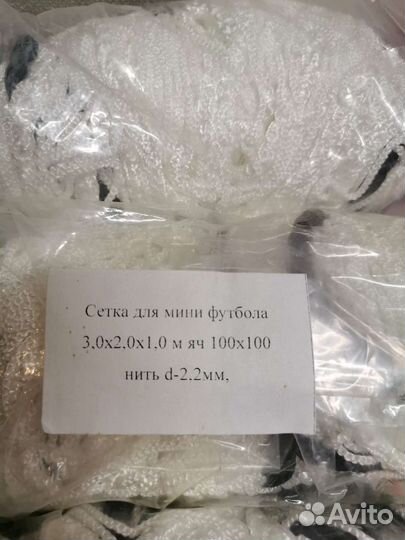 Сетка для мини футбола
3,0х2,0х1,0 м яч 100х100
нить d-2,2мм,
Avito